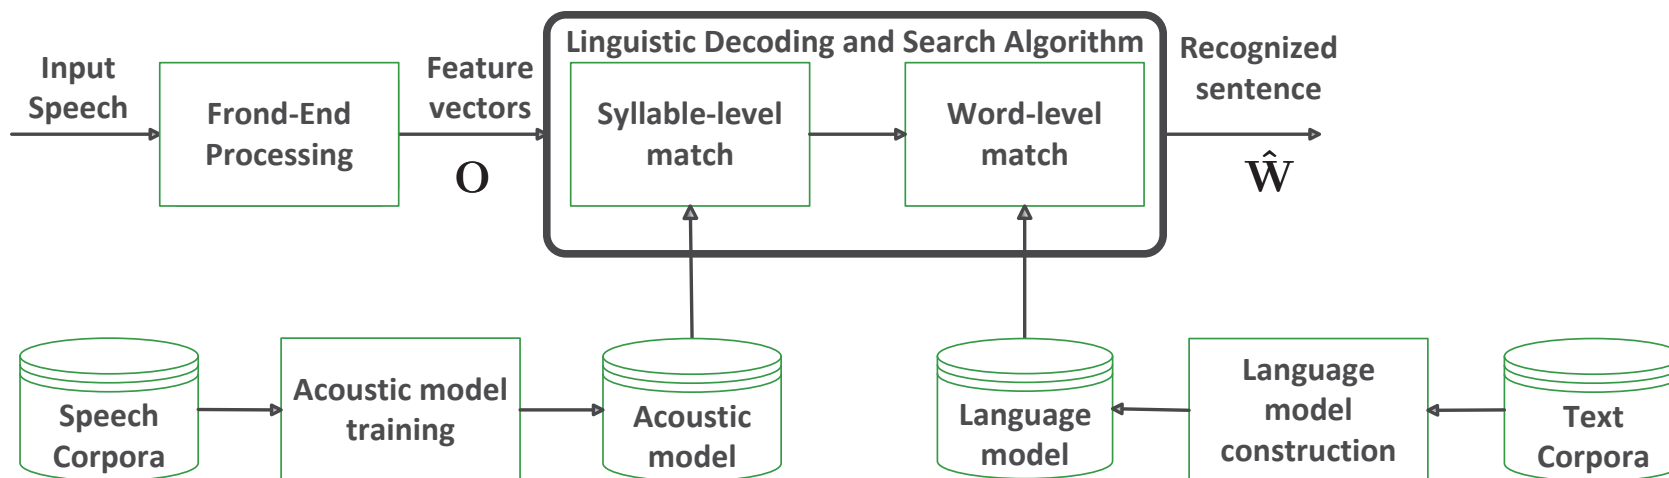 Linguistic Decoding and Search Algorithm
Input
Speech
Frond-End
Processing
Feature
vectors
O
Syllable-level
match
Word-level
match
Recognized
sentence
Ŵ
Speech
Corpora
Acoustic model
training
Acoustic
model
Language
model
Language
model
construction
Text
Corpora